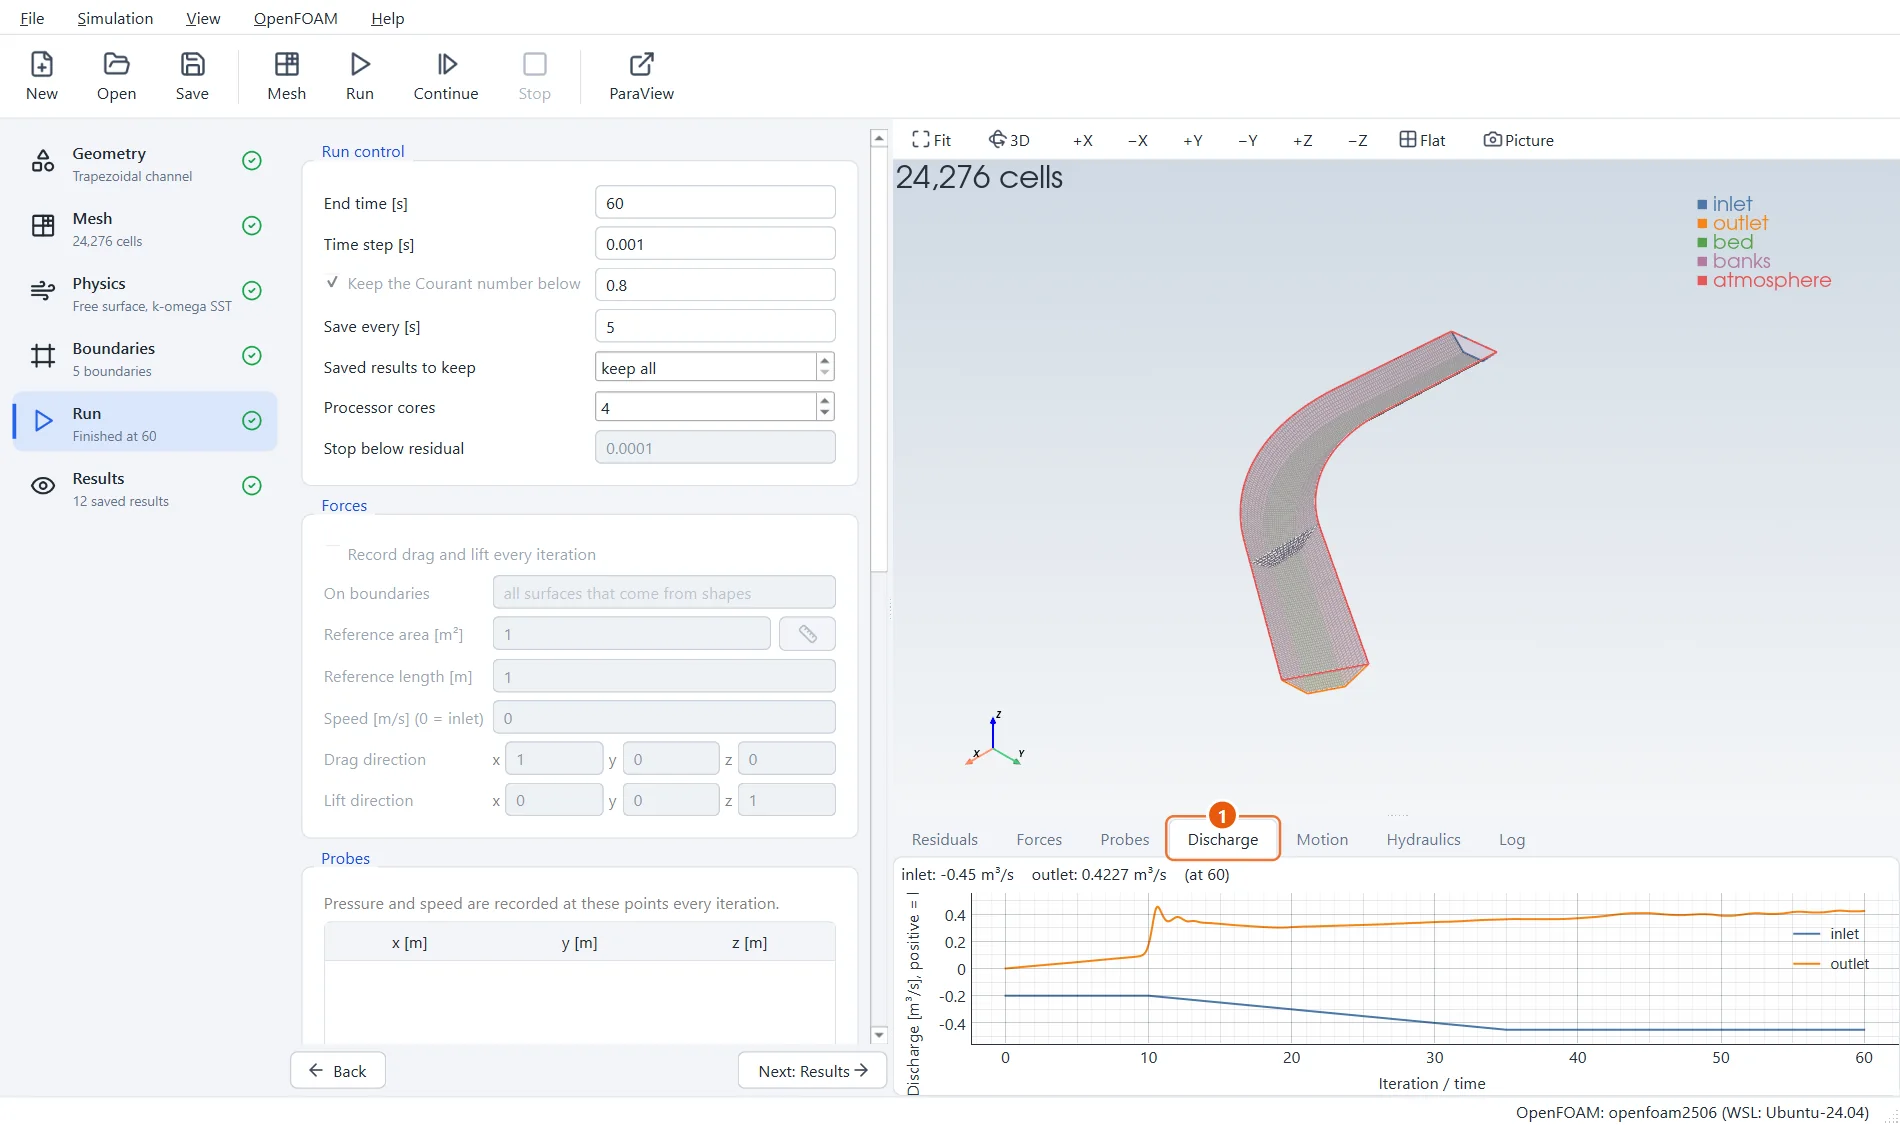 File Simulation View OpenFOAM Help
New Open Save Mesh Run Continue Stop ParaView
Geometry
Trapezoidal channel
Mesh
24,276 cells
Physics
Free surface, k-omega SST
Boundaries
5 boundaries
Run
Finished at 60
Results
12 saved results
Run control
End time [s] 60
Time step [s] 0.001
Keep the Courant number below 0.8
Save every [s] 5
Saved results to keep keep all
Processor cores 4
Stop below residual 0.0001
Forces
Record drag and lift every iteration
On boundaries all surfaces that come from shapes
Reference area [m²] 1
Reference length [m] 1
Speed [m/s] (0 = inlet) 0
Drag direction x 1 y 0 z 0
Lift direction x 0 y 0 z 1
Probes
Pressure and speed are recorded at these points every iteration.
x [m] y [m] z [m]
Back Next: Results
Fit 3D +X −X +Y −Y +Z −Z Flat Picture
24,276 cells
inlet
outlet
bed
banks
atmosphere
Z
X Y
1
Residuals Forces Probes Discharge Motion Hydraulics Log
inlet: -0.45 m³/s outlet: 0.4227 m³/s (at 60)
Discharge [m³/s], positive =
0.4
0.2
0
-0.2
-0.4
inlet
outlet
0 10 20 30 40 50 60
Iteration / time
OpenFOAM: openfoam2506 (WSL: Ubuntu-24.04)